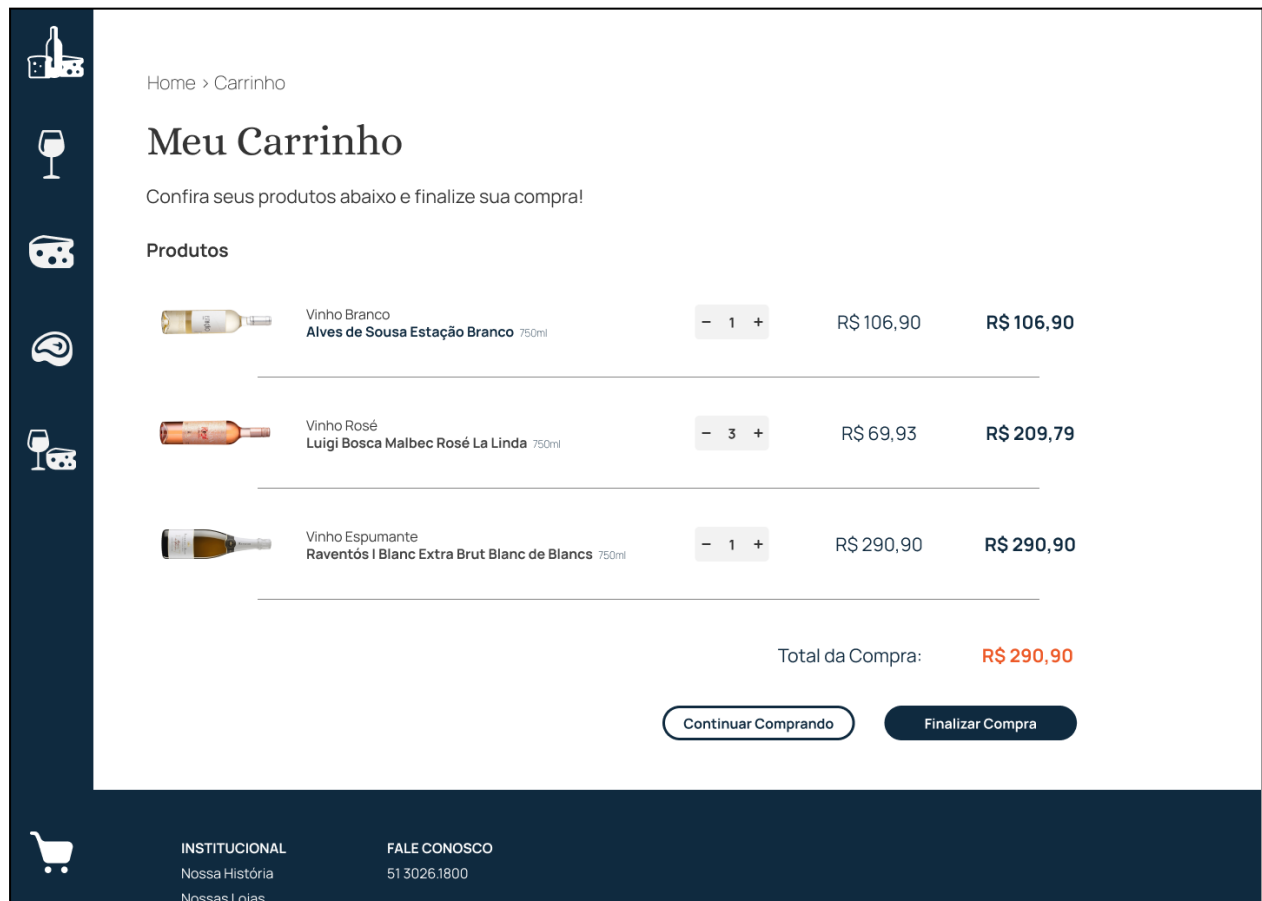 Home > Carrinho
Meu Carrinho
Confira seus produtos abaixo e finalize sua compra!
Produtos
Vinho Branco
Alves de Sousa Estação Branco 750ml
- 1 +
R$ 106,90
R$ 106,90
Vinho Rosé
Luigi Bosca Malbec Rosé La Linda 750ml
- 3 +
R$ 69,93
R$ 209,79
Vinho Espumante
Raventós I Blanc Extra Brut Blanc de Blancs 750ml
- 1 +
R$ 290,90
R$ 290,90
Total da Compra:
R$ 290,90
Continuar Comprando
Finalizar Compra
INSTITUCIONAL
Nossa História
Nossas Lojas
FALE CONOSCO
51 3026.1800